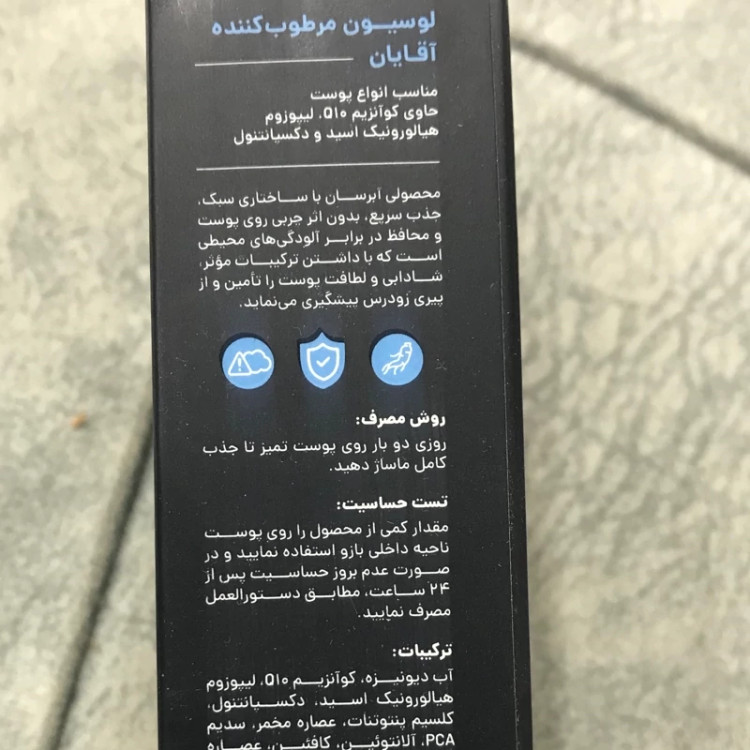 لوسیون مرطوب‌کننده
آقایان
مناسب انواع پوست
حاوی کوآنزیم Q10، لیپوزوم
هیالورونیک اسید و دکسپانتنول
محصولی آبرسان با ساختاری سبک،
جذب سریع، بدون اثر چربی روی پوست
و محافظ در برابر آلودگی‌های محیطی
است که با داشتن ترکیبات مؤثر،
شادابی و لطافت پوست را تأمین و از
پیری زودرس پیشگیری می‌نماید.
روش مصرف:
روزی دو بار روی پوست تمیز تا جذب
کامل ماساژ دهید.
تست حساسیت:
مقدار کمی از محصول را روی پوست
ناحیه داخلی بازو استفاده نمایید و در
صورت عدم بروز حساسیت پس از
۲۴ ساعت، مطابق دستورالعمل
مصرف نمایید.
ترکیبات:
آب دیونیزه، کوآنزیم Q10، لیپوزوم
هیالورونیک اسید، دکسپانتنول،
کلسیم پنتوتنات، عصاره مخمر، سدیم
PCA، آلانتوئین، کافئین، عصاره